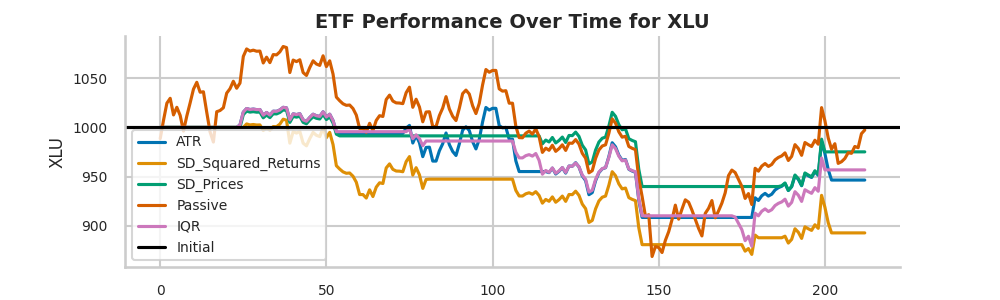 ETF Performance Over Time for XLU
XLU
1050
1000
950
900
ATR
SD_Squared_Returns
SD_Prices
Passive
IQR
Initial
0 50 100 150 200